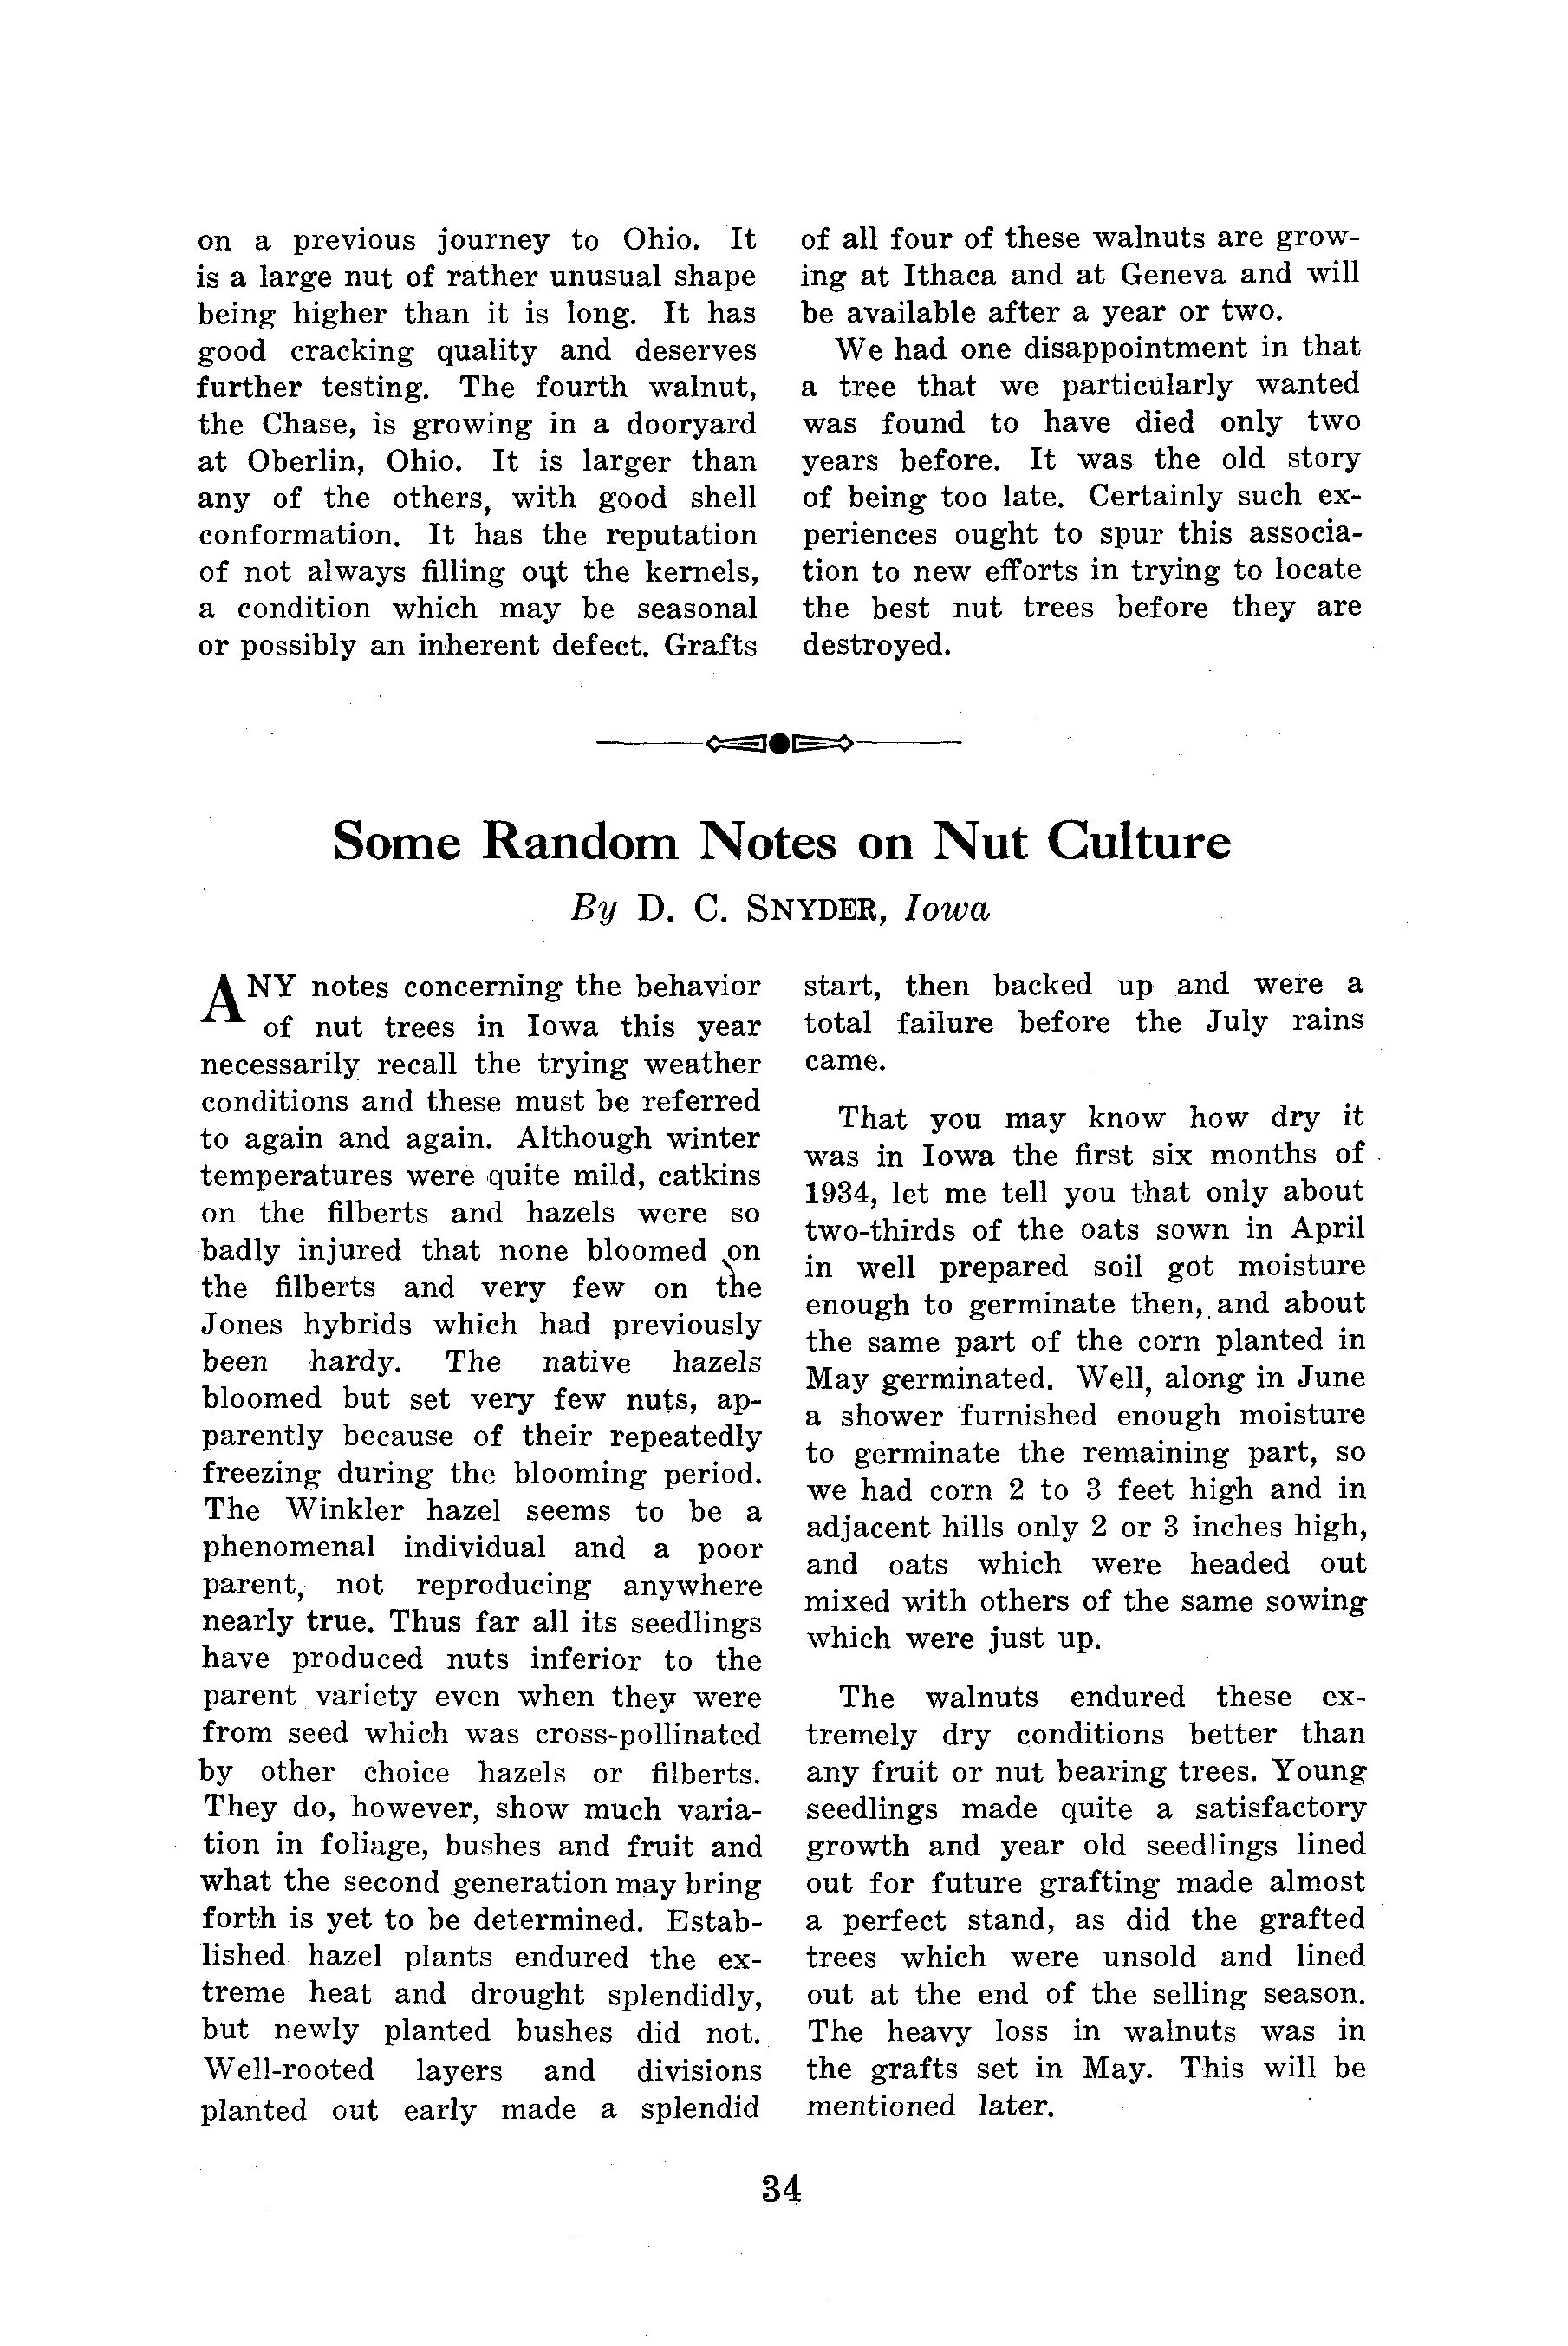 on a previous journey to Ohio. It
is a large nut of rather unusual shape
being higher than it is long. It has
good cracking quality and deserves
further testing. The fourth walnut,
the Chase, is growing in a dooryard
at Oberlin, Ohio. It is larger than
any of the others, with good shell
conformation. It has the reputation
of not always filling out the kernels,
a condition which may be seasonal
or possibly an inherent defect. Grafts
of all four of these walnuts are grow-
ing at Ithaca and at Geneva and will
be available after a year or two.
We had one disappointment in that
a tree that we particularly wanted
was found to have died only two
years before. It was the old story
of being too late. Certainly such ex-
periences ought to spur this associa-
tion to new efforts in trying to locate
the best nut trees before they are
destroyed.
Some Random Notes on Nut Culture
By D. C. SNYDER, Iowa
ANY notes concerning the behavior
of nut trees in Iowa this year
necessarily recall the trying weather
conditions and these must be referred
to again and again. Although winter
temperatures were quite mild, catkins
on the filberts and hazels were so
badly injured that none bloomed on
the filberts and very few on the
Jones hybrids which had previously
been hardy. The native hazels
bloomed but set very few nuts, ap-
parently because of their repeatedly
freezing during the blooming period.
The Winkler hazel seems to be a
phenomenal individual and a poor
parent, not reproducing anywhere
nearly true. Thus far all its seedlings
have produced nuts inferior to the
parent variety even when they were
from seed which was cross-pollinated
by other choice hazels or filberts.
They do, however, show much varia-
tion in foliage, bushes and fruit and
what the second generation may bring
forth is yet to be determined. Estab-
lished hazel plants endured the ex-
treme heat and drought splendidly,
but newly planted bushes did not.
Well-rooted layers and divisions
planted out early made a splendid
start, then backed up and were a
total failure before the July rains
came.
That you may know how dry it
was in Iowa the first six months of
1934, let me tell you that only about
two-thirds of the oats sown in April
in well prepared soil got moisture
enough to germinate then, and about
the same part of the corn planted in
May germinated. Well, along in June
a shower furnished enough moisture
to germinate the remaining part, so
we had corn 2 to 3 feet high and in
adjacent hills only 2 or 3 inches high,
and oats which were headed out
mixed with others of the same sowing
which were just up.
The walnuts endured these ex-
tremely dry conditions better than
any fruit or nut bearing trees. Young
seedlings made quite a satisfactory
growth and year old seedlings lined
out for future grafting made almost
a perfect stand, as did the grafted
trees which were unsold and lined
out at the end of the selling season.
The heavy loss in walnuts was in
the grafts set in May. This will be
mentioned later.
34